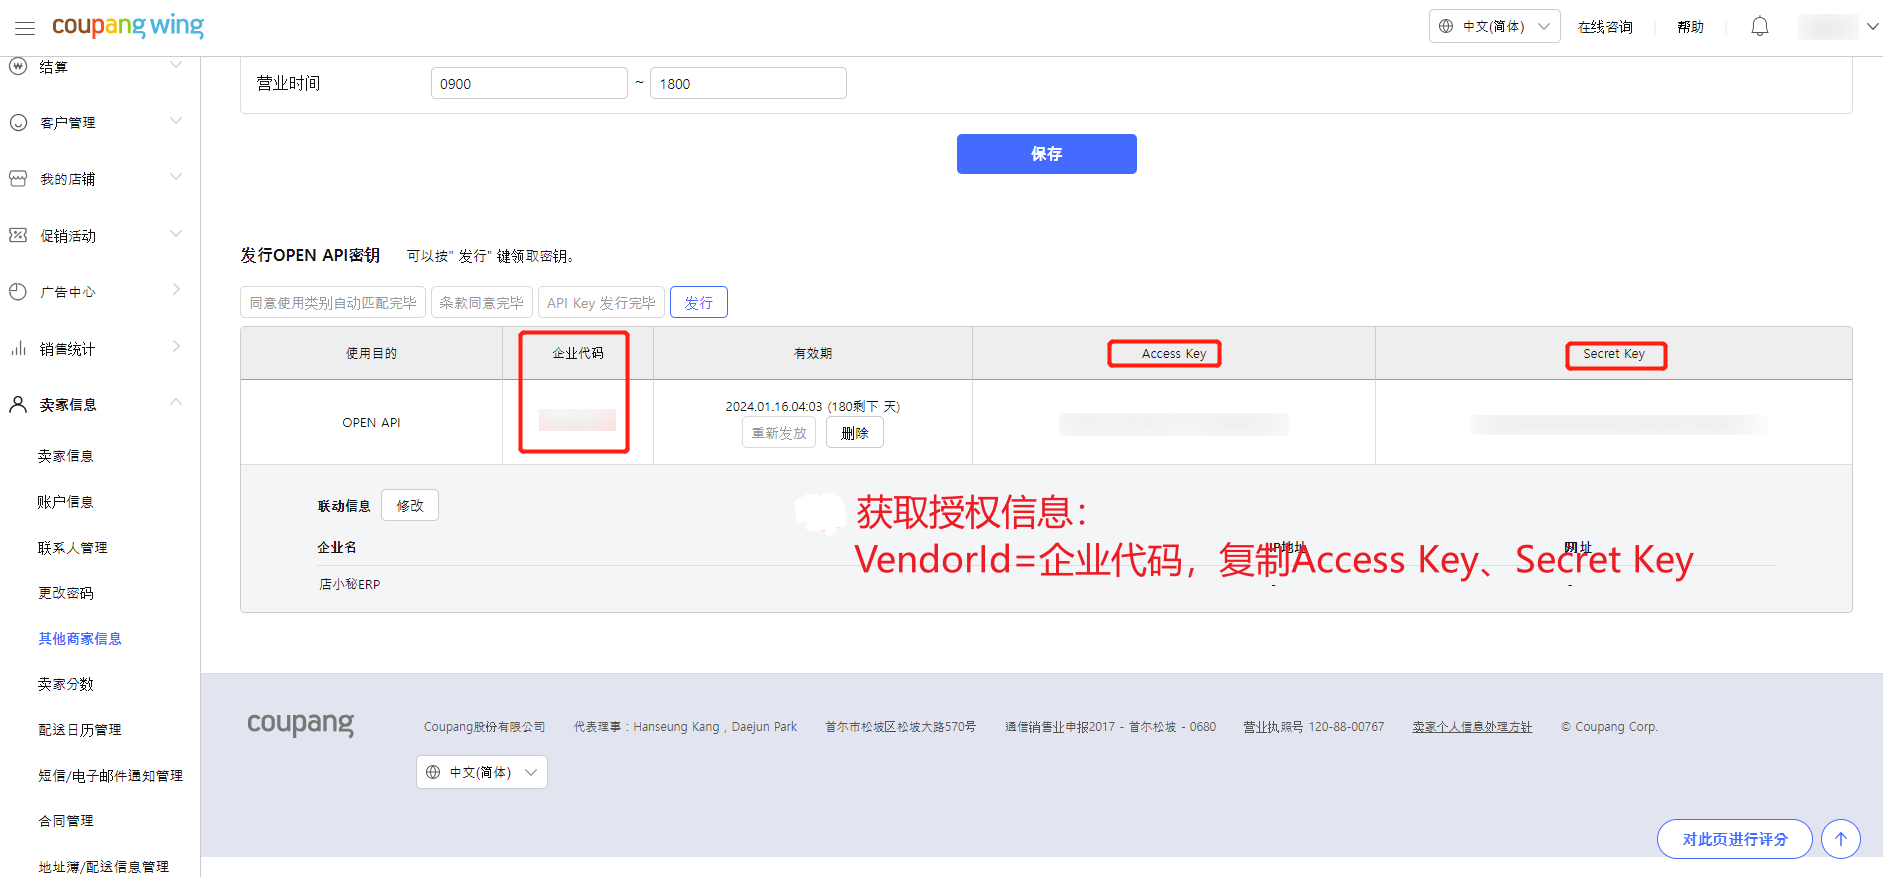 coupang wing
中文(简体)
在线咨询
帮助
结算
客户管理
我的店铺
促销活动
广告中心
销售统计
卖家信息
卖家信息
账户信息
联系人管理
更改密码
其他商家信息
卖家分数
配送日历管理
短信/电子邮件通知管理
合同管理
地址簿/配送信息管理
营业时间
0900
~
1800
保存
发行OPEN API密钥
可以按" 发行" 键领取密钥。
同意使用类别自动匹配完毕
条款同意完毕
API Key 发行完毕
发行
使用目的
企业代码
有效期
Access Key
Secret Key
OPEN API
2024.01.16.04:03 (180剩下 天)
重新发放
删除
联动信息
修改
获取授权信息：
企业名
IP地址
网址
VendorId=企业代码，复制Access Key、Secret Key
店小秘ERP
-
-
coupang
Coupang股份有限公司
代表理事 : Hanseung Kang , Daejun Park
首尔市松坡区松坡大路570号
通信销售业申报2017 - 首尔松坡 - 0680
营业执照号 120-88-00767
卖家个人信息处理方针
© Coupang Corp.
中文(简体)
对此页进行评分